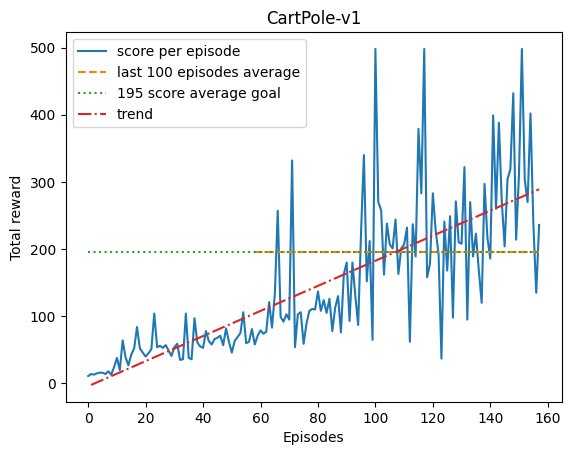 CartPole-v1
score per episode
last 100 episodes average
195 score average goal
trend
Total reward
500
400
300
200
100
0
0 20 40 60 80 100 120 140 160
Episodes